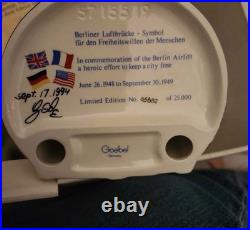 Berliner Luftbrücke - Symbol
für den Freiheitswillen der Menschen
In commemoration of the Berlin Airlift
a heroic effort to keep a city free
June 26.1948 to September 30.1949
Sept. 17. 1994
Limited Edition No. of 25.000
Goebel
Germany